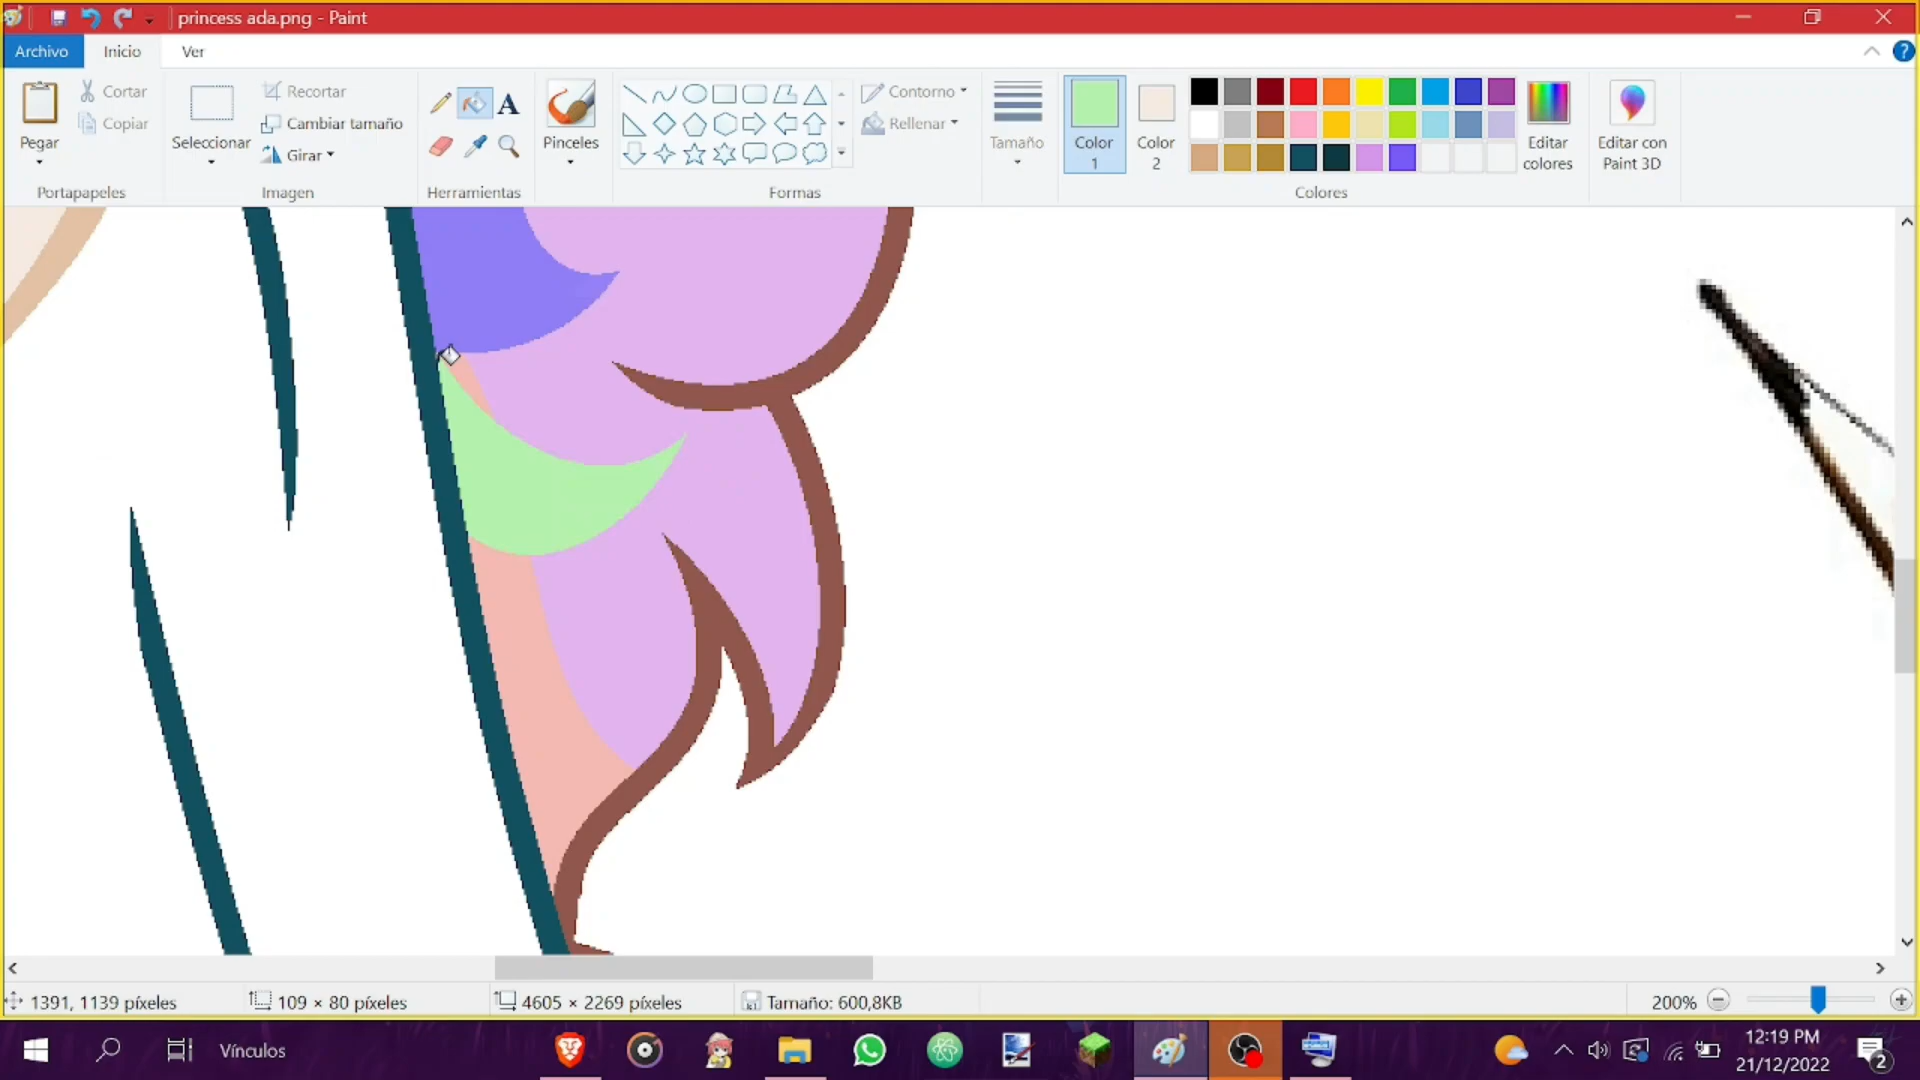 princess ada.png - Paint
Archivo Inicio Ver
Pegar
Cortar
Copiar
Portapapeles
Seleccionar
Recortar
Cambiar tamaño
Girar
Imagen
A
Herramientas
Pinceles
Formas
Contorno
Rellenar
Tamaño
Color 1
Color 2
Colores
Editar colores
Editar con Paint 3D
?
1391, 1139 píxeles
109 × 80 píxeles
4605 × 2269 píxeles
Tamaño: 600,8KB
200%
Vínculos
12:19 PM
21/12/2022
2